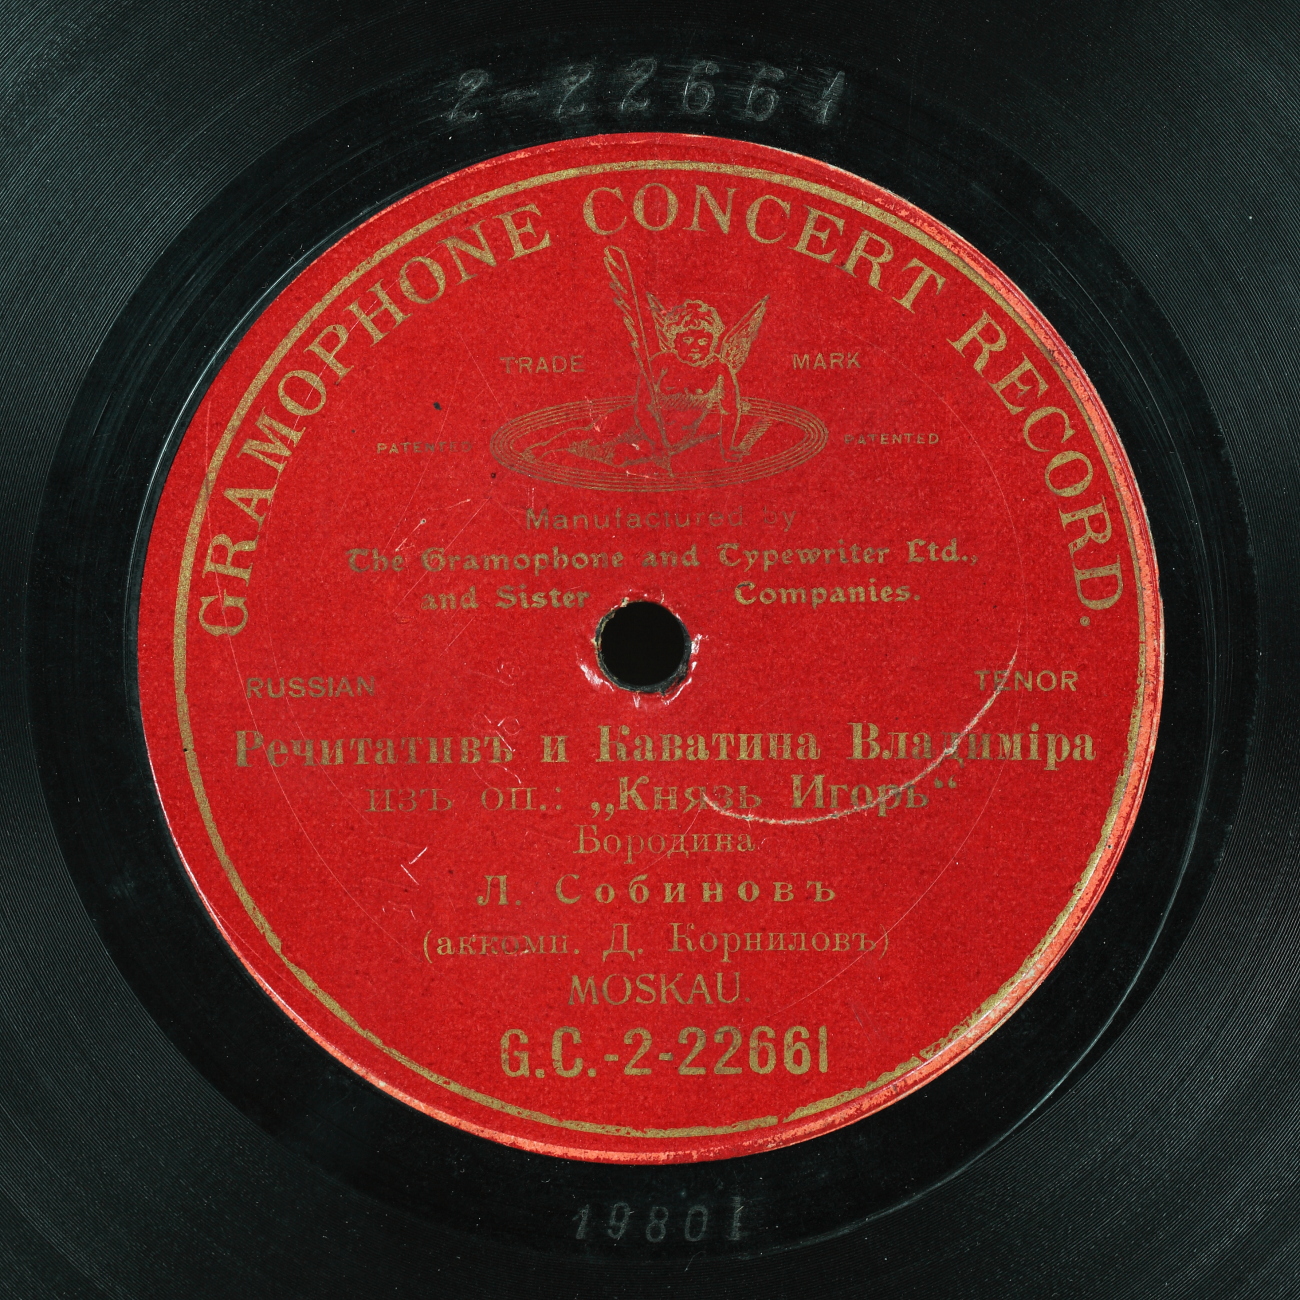 2-22661
GRAMOPHONE CONCERT RECORD.
TRADE MARK
PATENTED PATENTED
Manufactured by
The Gramophone and Typewriter Ltd.,
and Sister Companies.
RUSSIAN TENOR
Речитативъ и Каватина Владиміра
изъ оп.: „Князь Игорь“
Бородина
Л. Собиновъ
(аккомп. Д. Корниловъ)
MOSKAU.
G.C.-2-22661
19801